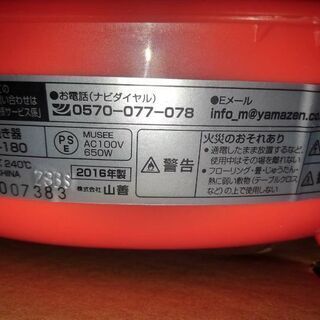 この
い合わせは
修サービス係」
●お電話(ナビダイヤル)
0570-077-078
●Eメール
info_m@yamazen.co
き器
-180
240℃
CHINA
007383
PS
E
MUSEE
AC100V
650W
2016年製
株式会社 山善
警告
火災のおそれあり
・通電したまま放置するなど、
使用中はその場を離れない
・フローリング・畳・じゅうたん・
熱に弱い敷物(テーブルクロス
など)の上で使用しない